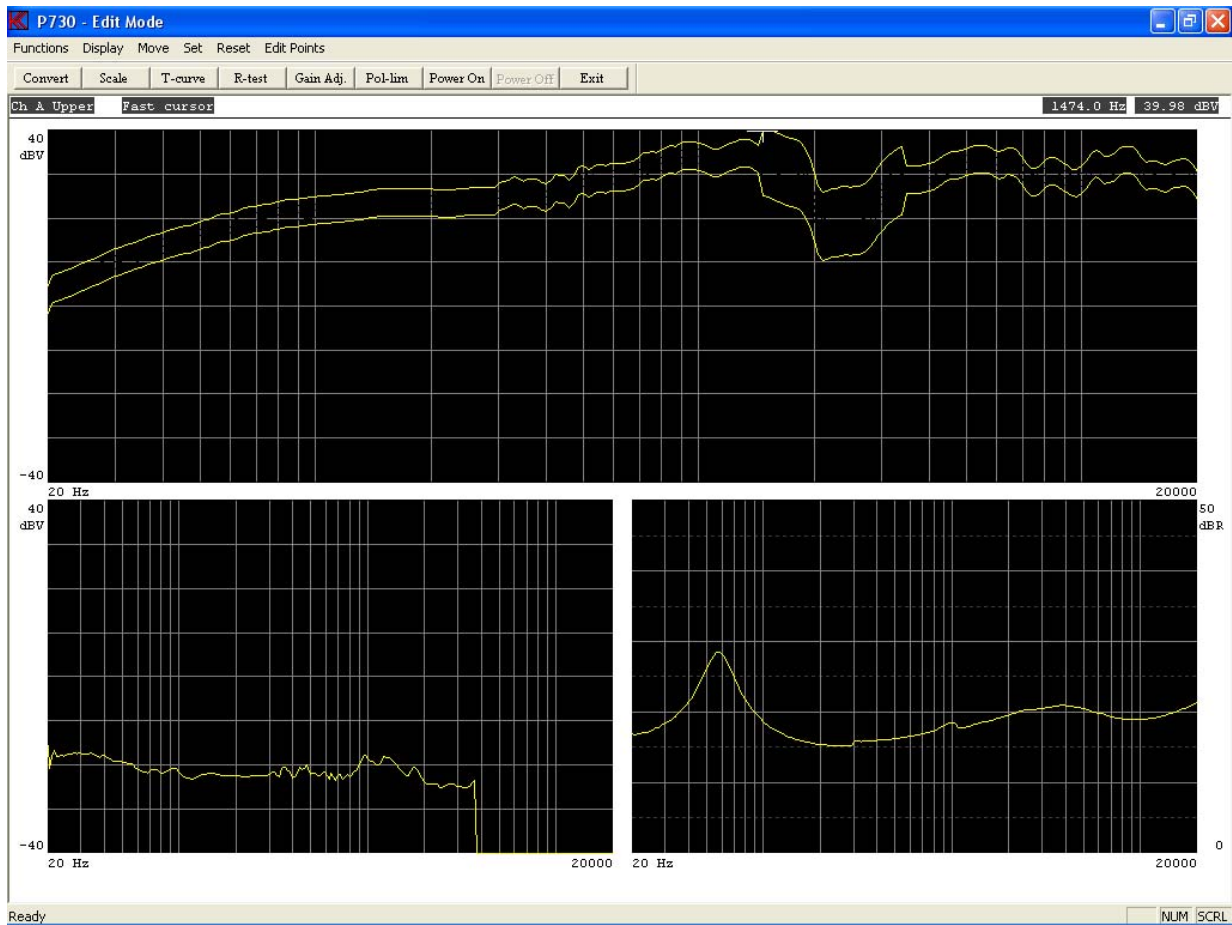 P730 - Edit Mode
Functions Display Move Set Reset Edit Points
Convert Scale T-curve R-test Gain Adj. Pol-lim Power On Power Off Exit
Ch A Upper Fast cursor 1474.0 Hz 39.98 dBV
40
dBV
-40
20 Hz 20000
40
dBV
-40
20 Hz 20000
50
dBR
0
20 Hz 20000
Ready NUM SCRL